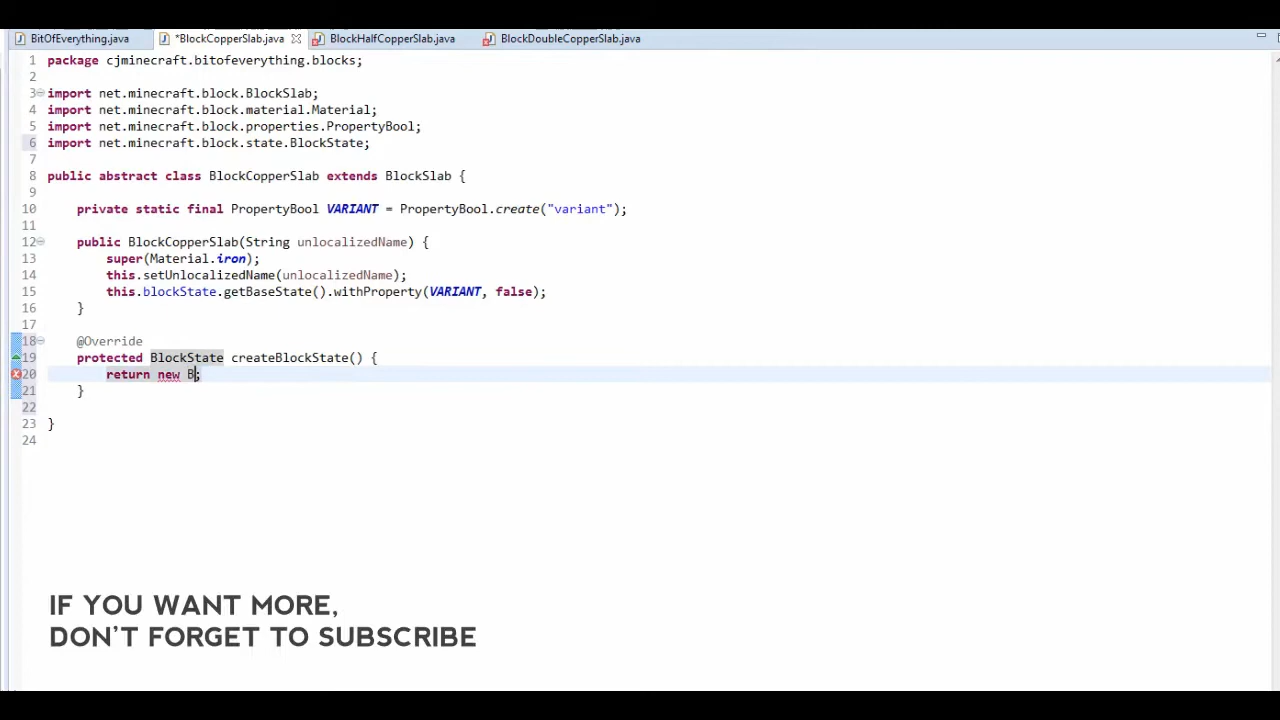 BitOfEverything.java *BlockCopperSlab.java BlockHalfCopperSlab.java BlockDoubleCopperSlab.java
1 package cjminecraft.bitofeverything.blocks;
2
3 import net.minecraft.block.BlockSlab;
4 import net.minecraft.block.material.Material;
5 import net.minecraft.block.properties.PropertyBool;
6 import net.minecraft.block.state.BlockState;
7
8 public abstract class BlockCopperSlab extends BlockSlab {
9
10 private static final PropertyBool VARIANT = PropertyBool.create("variant");
11
12 public BlockCopperSlab(String unlocalizedName) {
13 super(Material.iron);
14 this.setUnlocalizedName(unlocalizedName);
15 this.blockState.getBaseState().withProperty(VARIANT, false);
16 }
17
18 @Override
19 protected BlockState createBlockState() {
20 return new B;
21 }
22
23 }
24
IF YOU WANT MORE,
DON'T FORGET TO SUBSCRIBE